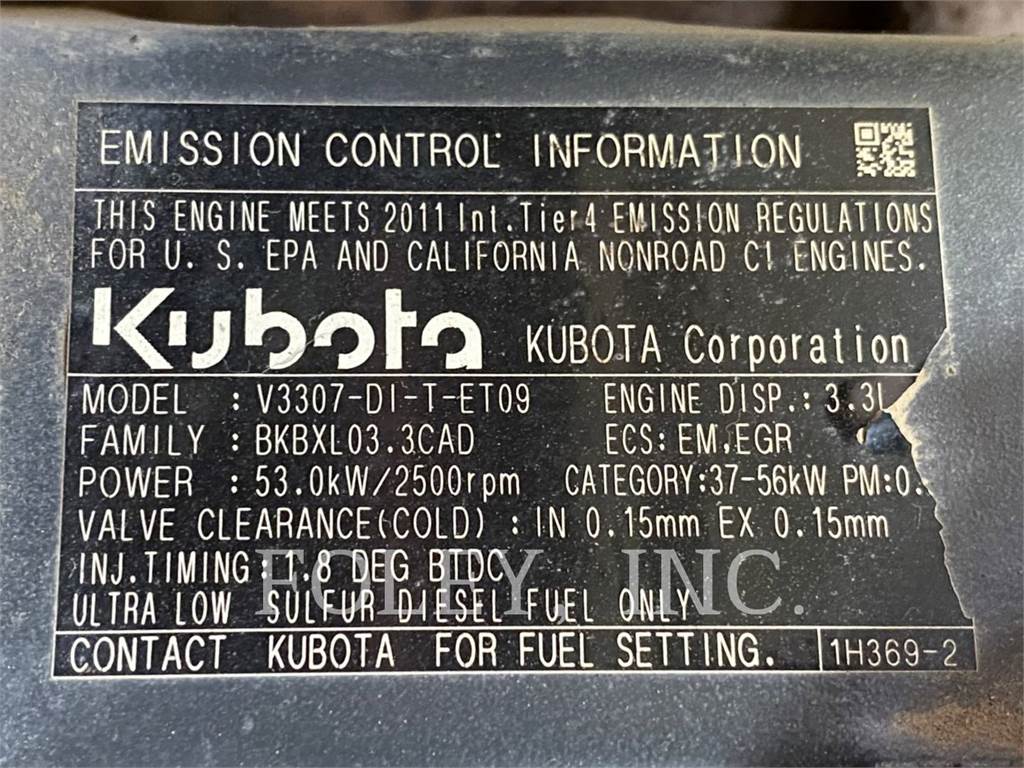 EMISSION CONTROL INFORMATION
THIS ENGINE MEETS 2011 Int.Tier4 EMISSION REGULATIONS
FOR U. S. EPA AND CALIFORNIA NONROAD CI ENGINES.
Kubota KUBOTA Corporation
MODEL : V3307-DI-T-ET09 ENGINE DISP.: 3.3L
FAMILY : BKBXL03.3CAD ECS: EM,EGR
POWER : 53.0kW/2500rpm CATEGORY:37-56kW PM:0.
VALVE CLEARANCE(COLD) : IN 0.15mm EX 0.15mm
INJ.TIMING: 1.8 DEG BTDC
ULTRA LOW SULFUR DIESEL FUEL ONLY
FOLEY, INC.
CONTACT KUBOTA FOR FUEL SETTING. 1H369-2